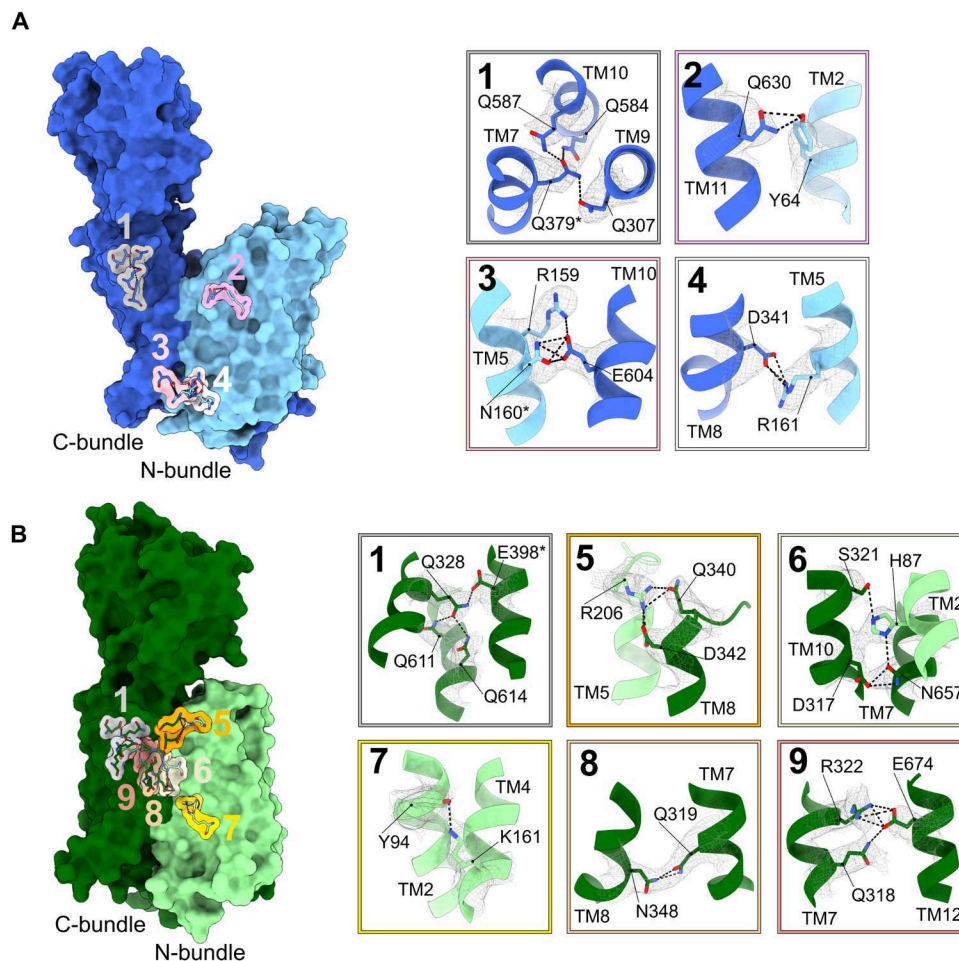 A
1
2
3
4
C-bundle
N-bundle
1
TM10
Q587
Q584
TM7
TM9
Q379*
Q307
2
TM2
Q630
TM11
Y64
3
R159
TM10
TM5
E604
N160*
4
TM5
D341
R161
TM8
B
1
5
6
9
8
7
C-bundle
N-bundle
1
E398*
Q328
Q611
Q614
5
Q340
R206
D342
TM5
TM8
6
S321
H87
TM2
TM10
N657
D317
TM7
7
TM4
Y94
K161
TM2
8
TM7
Q319
TM8
N348
9
R322
E674
Q318
TM7
TM12